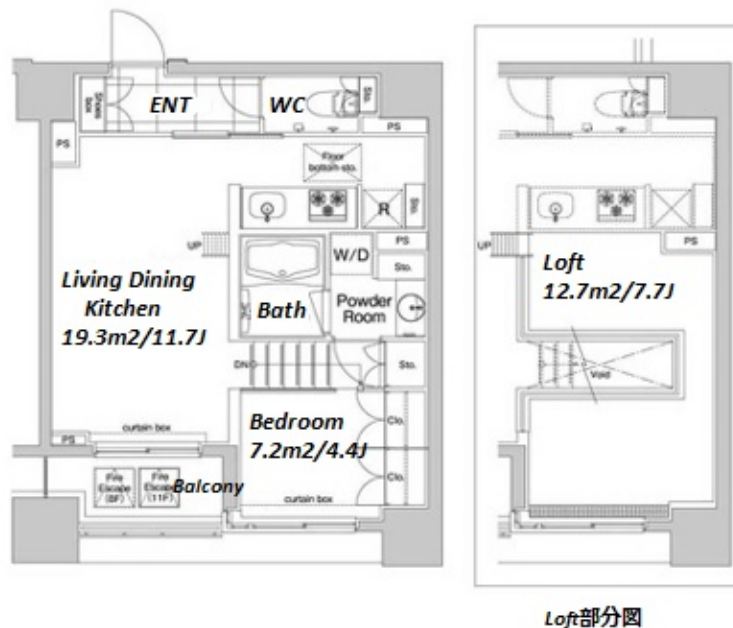 ENT
WC
Shoes
box
Sto.
PS
PS
Floor
bottom sto.
R
Sto.
UP
W/D
PS
Sto.
Living Dining
Kitchen
19.3m2/11.7J
Bath
Powder
Room
DN
Sto.
Bedroom
7.2m2/4.4J
Clo.
Clo.
PS
curtain box
curtain box
Fire
Escape
(8F)
Fire
Escape
(11F)
Balcony
PS
UP
PS
Loft
12.7m2/7.7J
Void
Loft部分図